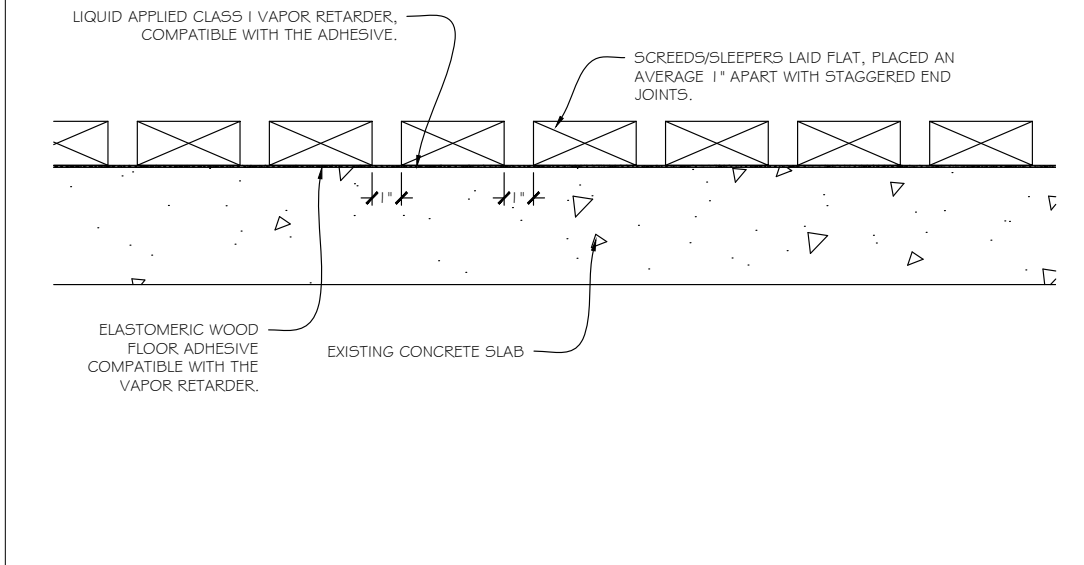 LIQUID APPLIED CLASS I VAPOR RETARDER,
COMPATIBLE WITH THE ADHESIVE.
SCREEDS/SLEEPERS LAID FLAT, PLACED AN
AVERAGE 1" APART WITH STAGGERED END
JOINTS.
1"
1"
ELASTOMERIC WOOD
FLOOR ADHESIVE
COMPATIBLE WITH THE
VAPOR RETARDER.
EXISTING CONCRETE SLAB